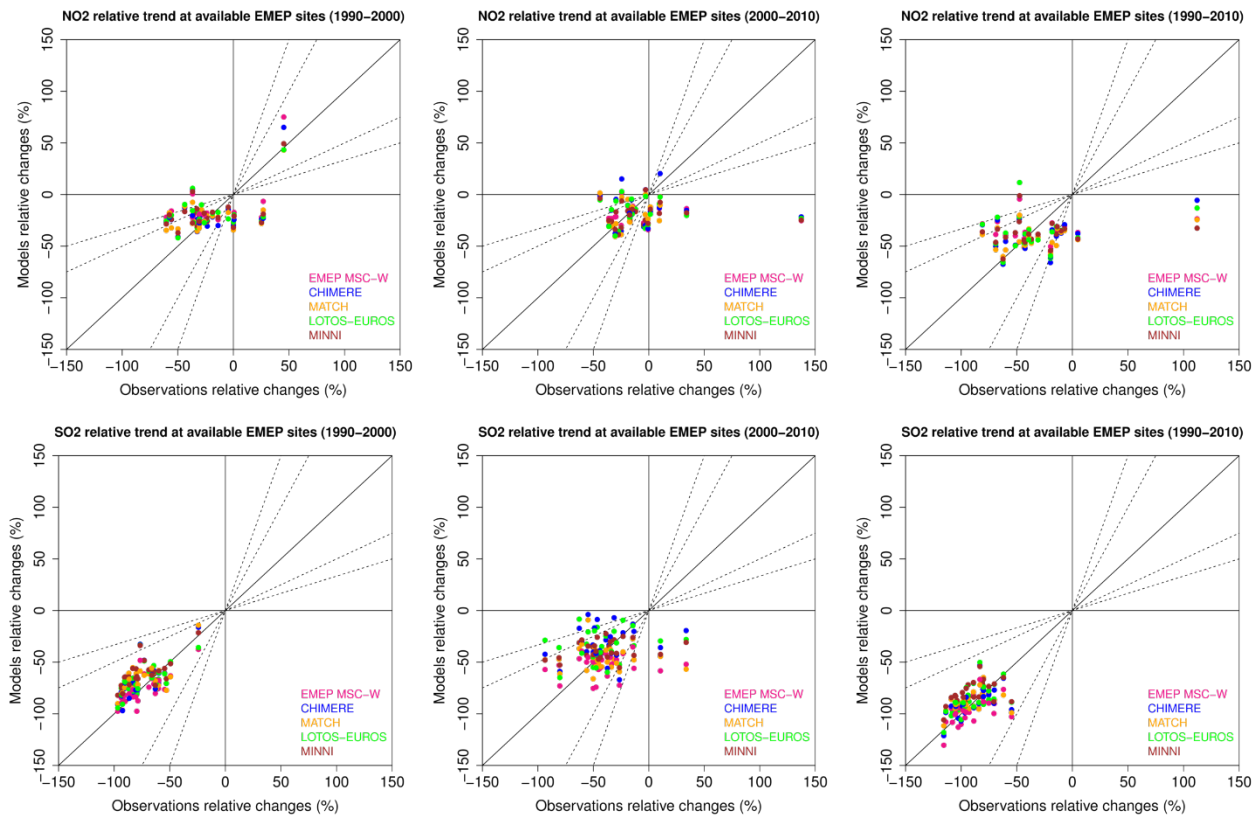 NO2 relative trend at available EMEP sites (1990−2000)
Models relative changes (%)
150
100
50
0
−50
−100
−150
EMEP MSC−W
CHIMERE
MATCH
LOTOS−EUROS
MINNI
−150 −100 −50 0 50 100 150
Observations relative changes (%)
NO2 relative trend at available EMEP sites (2000−2010)
Models relative changes (%)
150
100
50
0
−50
−100
−150
EMEP MSC−W
CHIMERE
MATCH
LOTOS−EUROS
MINNI
−150 −100 −50 0 50 100 150
Observations relative changes (%)
NO2 relative trend at available EMEP sites (1990−2010)
Models relative changes (%)
150
100
50
0
−50
−100
−150
EMEP MSC−W
CHIMERE
MATCH
LOTOS−EUROS
MINNI
−150 −100 −50 0 50 100 150
Observations relative changes (%)
SO2 relative trend at available EMEP sites (1990−2000)
Models relative changes (%)
150
100
50
0
−50
−100
−150
EMEP MSC−W
CHIMERE
MATCH
LOTOS−EUROS
MINNI
−150 −100 −50 0 50 100 150
Observations relative changes (%)
SO2 relative trend at available EMEP sites (2000−2010)
Models relative changes (%)
150
100
50
0
−50
−100
−150
EMEP MSC−W
CHIMERE
MATCH
LOTOS−EUROS
MINNI
−150 −100 −50 0 50 100 150
Observations relative changes (%)
SO2 relative trend at available EMEP sites (1990−2010)
Models relative changes (%)
150
100
50
0
−50
−100
−150
EMEP MSC−W
CHIMERE
MATCH
LOTOS−EUROS
MINNI
−150 −100 −50 0 50 100 150
Observations relative changes (%)